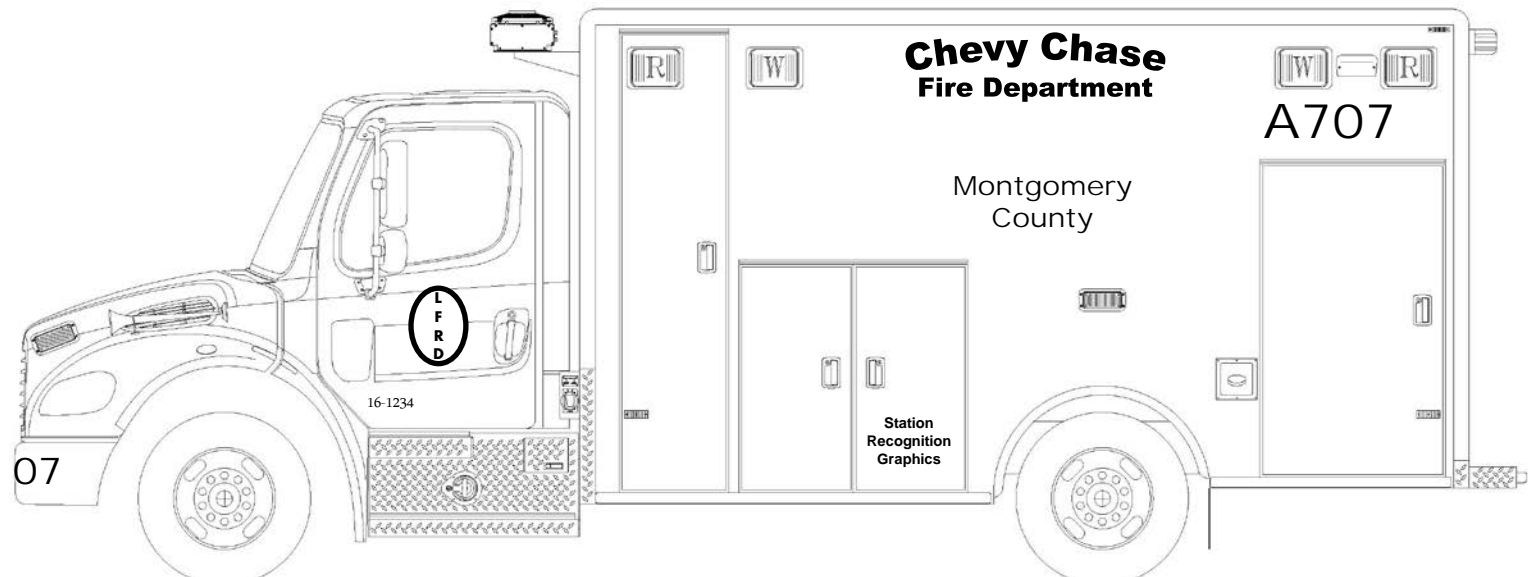 R
W
Chevy Chase
Fire Department
W
R
A707
Montgomery
County
L
F
R
D
16-1234
Station
Recognition
Graphics
07